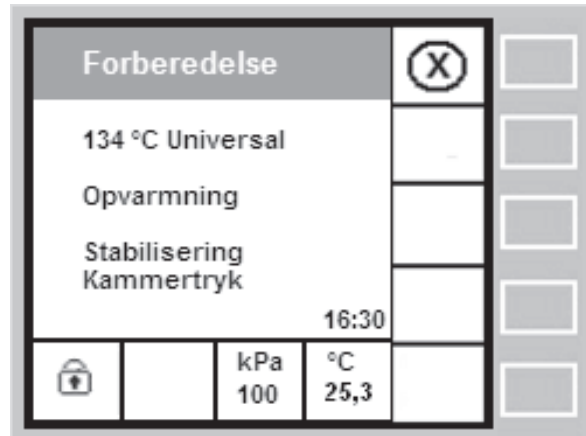 Forberedelse
X
134 °C Universal
Opvarmning
Stabilisering
Kammertryk
16:30
kPa
100
°C
25,3